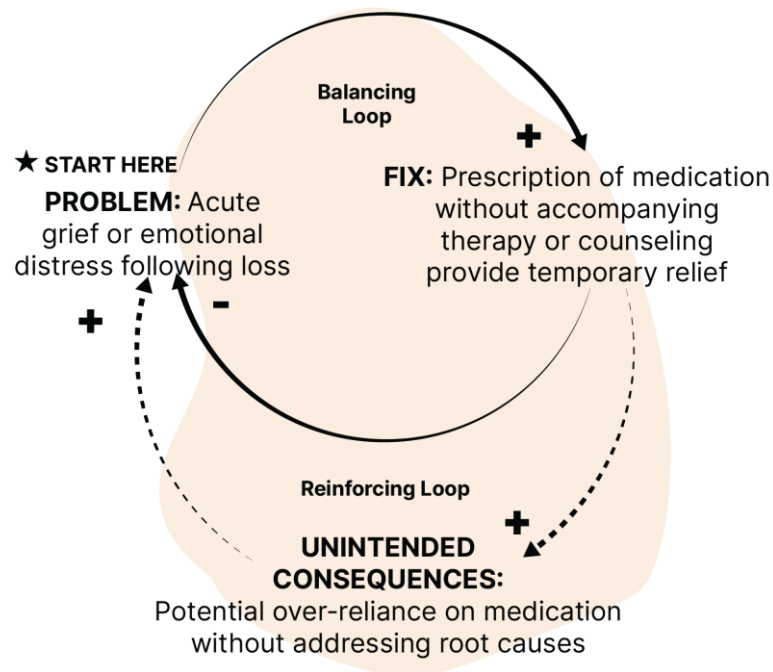 Balancing
Loop
+
★ START HERE
PROBLEM: Acute
grief or emotional
distress following loss
FIX: Prescription of medication
without accompanying
therapy or counseling
provide temporary relief
+
-
Reinforcing Loop
+
UNINTENDED
CONSEQUENCES:
Potential over-reliance on medication
without addressing root causes